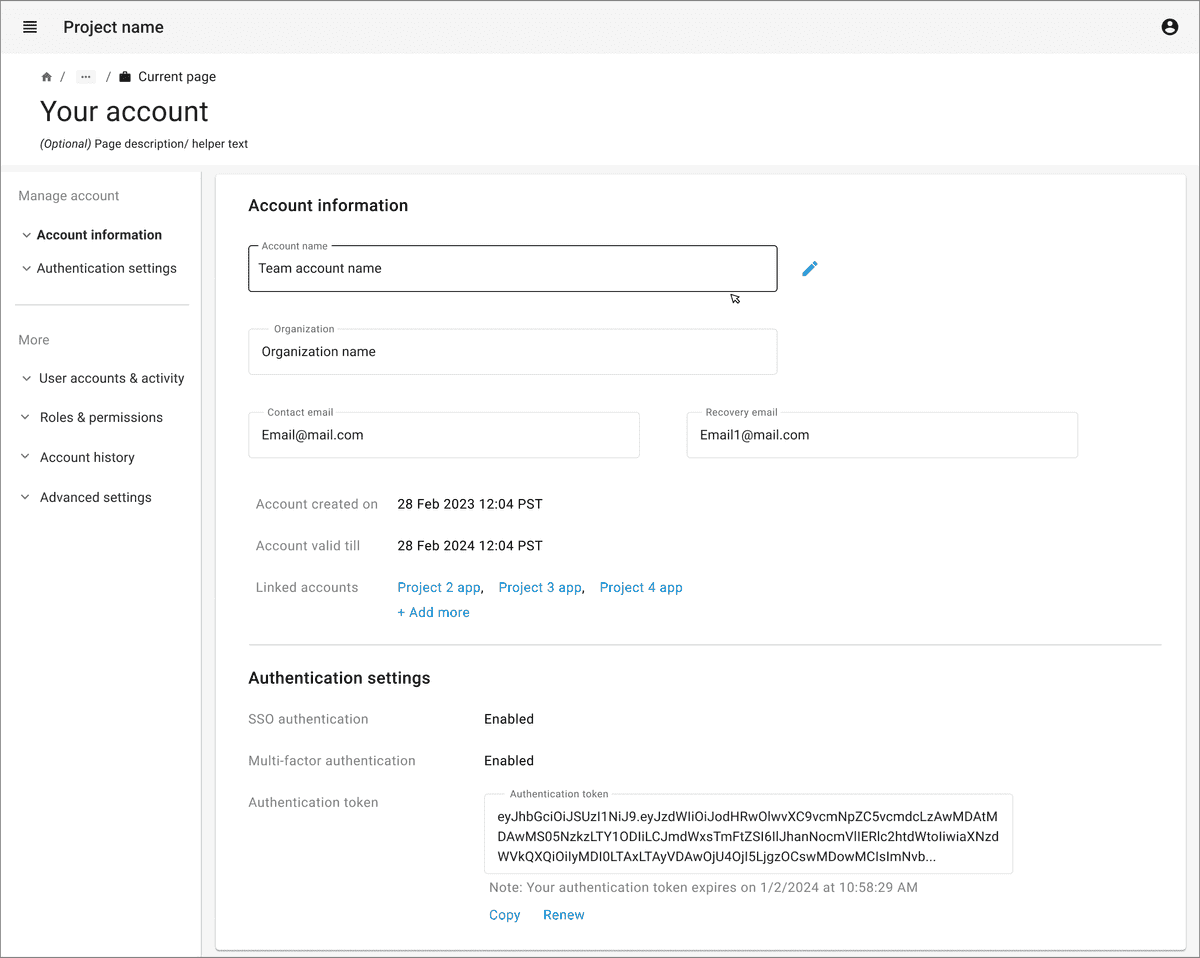 Project name
/ ... / Current page
Your account
(Optional) Page description/ helper text
Manage account
Account information
Authentication settings
More
User accounts & activity
Roles & permissions
Account history
Advanced settings
Account information
Account name
Team account name
Organization
Organization name
Contact email
Email@mail.com
Recovery email
Email1@mail.com
Account created on 28 Feb 2023 12:04 PST
Account valid till 28 Feb 2024 12:04 PST
Linked accounts Project 2 app, Project 3 app, Project 4 app
+ Add more
Authentication settings
SSO authentication Enabled
Multi-factor authentication Enabled
Authentication token
Authentication token
eyJhbGciOiJSUzI1NiJ9.eyJzdWIiOiJodHRwOlwvXC9vcmNpZC5vcmdcLzAwMDAtM
DAwMS05NzkzLTY1ODIiLCJmdWxsTmFtZSI6IlJhanNocmVlIERlc2htdWtoIiwiaXNzd
WVkQXQiOiIyMDI0LTAxLTAyVDAwOjU4OjI5LjgzOCswMDowMCIsImNvb...
Note: Your authentication token expires on 1/2/2024 at 10:58:29 AM
Copy Renew